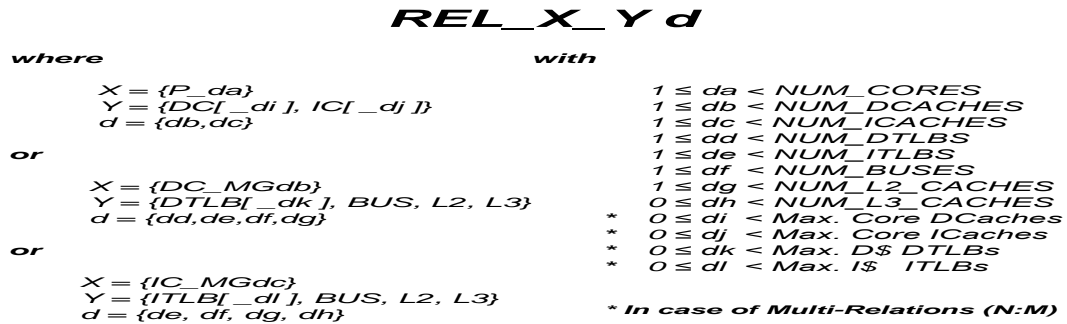 REL_X_Y d
where
X = {P_da}
Y = {DC[ _di ], IC[ _dj ]}
d = {db,dc}
or
X = {DC_MGdb}
Y = {DTLB[ _dk ], BUS, L2, L3}
d = {dd,de,df,dg}
or
X = {IC_MGdc}
Y = {ITLB[ _dl ], BUS, L2, L3}
d = {de, df, dg, dh}
with
1 ≤ da < NUM_CORES
1 ≤ db < NUM_DCACHES
1 ≤ dc < NUM_ICACHES
1 ≤ dd < NUM_DTLBS
1 ≤ de < NUM_ITLBS
1 ≤ df < NUM_BUSES
1 ≤ dg < NUM_L2_CACHES
0 ≤ dh < NUM_L3_CACHES
* 0 ≤ di < Max. Core DCaches
* 0 ≤ dj < Max. Core ICaches
* 0 ≤ dk < Max. D$ DTLBs
* 0 ≤ dl < Max. I$ ITLBs
* In case of Multi-Relations (N:M)